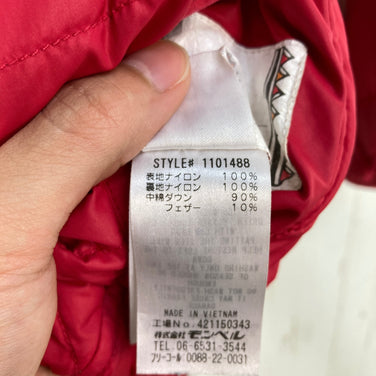 STYLE# 1101488
表地ナイロン 100%
裏地ナイロン 100%
中綿ダウン 90%
フェザー 10%
MADE IN VIETNAM
工場No.421150343
株式会社モンベル
TEL.06-6531-3544
フリーコール 0088-22-0031